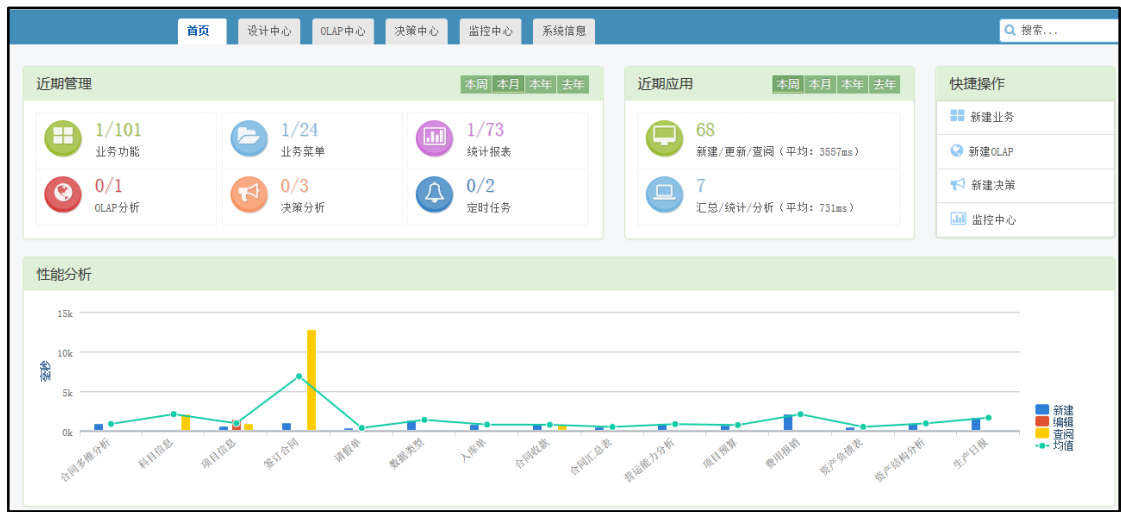 首页 设计中心 OLAP中心 决策中心 监控中心 系统信息 搜索...
近期管理 本周 本月 本年 去年
1/101
业务功能
1/24
业务菜单
1/73
统计报表
0/1
OLAP分析
0/3
决策分析
0/2
定时任务
近期应用 本周 本月 本年 去年
68
新建/更新/查阅（平均: 3557ms）
7
汇总/统计/分析（平均: 731ms）
快捷操作
新建业务
新建OLAP
新建决策
监控中心
性能分析
毫秒
15k
10k
5k
0k
合同多维分析 科目信息 项目信息 签订合同 请假单 数据类型 入库单 合同收款 合同汇总表 营运能力分析 项目预算 费用报销 资产负债表 资产结构分析 生产日报
新建
编辑
查阅
均值